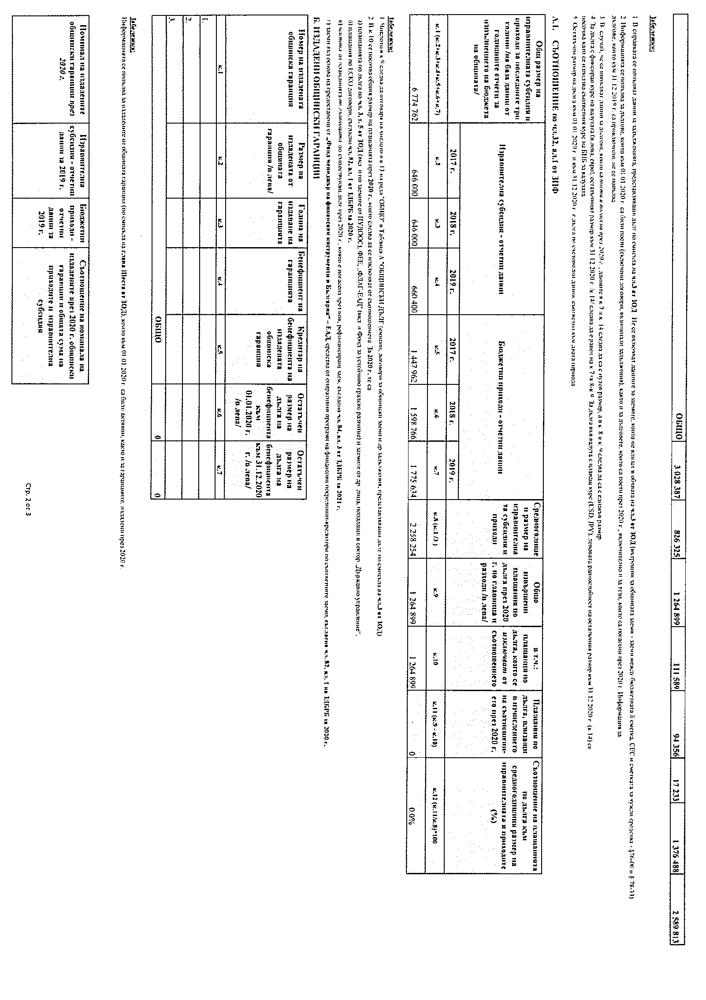 ОБЩО 3 028 387 826 325 1 264 899 111 589 94 356 17 233 1 376 488 2 589 813
Забележки:
1. В справката се попълват данни за задълженията, представляващи дълг по смисъла на чл.3 от ЗОД. Не се включват данните за заемите, които не влизат в обхвата на чл.3 от ЗОД (вътрешни за общината заеми - заеми между бюджетната й сметка, СЕС и сметката за чужди средства - §76-00 и § 78-33)
2. Информацията се попълва за дългове, които към 01.01.2020 г. са били поети (сключени договори, възникнали задължения), както и за дълговете, които са поети през 2020 г., включително и за тези, които са погасени през 2020 г. Информация за
дългове, които към 31.12.2019 г. са приключили, не се попълва
3. В случай, че се попълват данни за дългове, които са поети и погасени през 2020 г., данните в к.7 и к. 14 следва да са с нулев размер, а в к. 8 и к. 9 следва да са с еднакъв размер
4. За дълга с фиксиран курс на валутата (в лева, евро), остатъчният размер към 31.12.2020 г. /к.14/ следва да е равен на к.7+к.8-к.9. За дълга във валута с плаващ курс (USD, JPY), левовата равностойност на остатъчния размер към 31.12.2020 г. (к.14) се
посочва като се използва съответния курс на БНБ за валутата
5. Остатъчен размер на дълга към 01.01.2020 г. и към 31.12.2020 г. е дълга по счетоводни данни, съответно към двата периода
А.1. СЪОТНОШЕНИЕ по чл.32, ал.1 от ЗПФ
Общ размер на изравнителната субсидия и приходи за последните три години /на база данни от годишните отчети за изпълнението на бюджета на общината/
Изравнителна субсидия - отчетни данни
Бюджетни приходи - отчетни данни
Средногодишен размер на изравнителната субсидия и приходи
Общо извършени плащания по дълга през 2020 г. по главница и разходи /в лева/
в т.ч.: плащания по дълга, които се изключват от съотношението
Плащания по дълга, влизащи в изчислението на съотношението през 2020 г.
Съотношение на плащанията по дълга към средногодишния размер на изравнителната и приходите (%)
2017 г. 2018 г. 2019 г. 2017 г. 2018 г. 2019 г.
к.1 (к.2+к.3+к.4+к.5+к.6+к.7) к.2 к.3 к.4 к.5 к.6 к.7 к.8 (к.1 /3 ) к.9 к.10 к.11 (к.9 - к.10) к.12 (к.11/к.8)*100
6 774 762 646 000 646 000 660 400 1 447 962 1 598 766 1 775 634 2 258 254 1 264 899 1 264 899 0 0,0%
Забележки:
1. Числото в к.9 следва да отговаря на числото в к.13 на реда "ОБЩО" в Таблица А "ОБЩИНСКИ ДЪЛГ (емисии, договори за общински заеми и др. задължения, представляващи дълг по смисъла на чл.3 от ЗОД)
2. В к.10 се посочва общия размер на плащанията през 2020 г., които следва да се изключват от съотношението. За 2020 г. те са
а) плащанията по дълга по чл. 3, т. 5 от ЗОД (вкл. и по заемите от ПУДООС), ФЕЕ, „ФЛАГ-ЕАД" (вкл. и Фонд за устойчиво градско развитие) и заемите от др. лица, попадащи в сектор „Държавно управление",
б) плащания по ЕСКО договори, съгласно чл. 82, ал. 1 от ЗДБРБ за 2020 г.
в) частта от плащанията по главницата по съществуващ дълг през 2020 г., която е погасена чрез нов, рефинансиращ заем, съгласно чл. 84, ал. 3 от ЗДБРБ за 2021 г.
г) заеми въз основа на предоставени от „Фонд мениджър на финансови инструменти в България" – ЕАД, средства от оперативни програми на финансови посредници-кредитори по съответните заеми, съгласно чл. 82, ал. 1 на ЗДБРБ за 2020 г.
Б. ИЗДАДЕНИ ОБЩИНСКИ ГАРАНЦИИ
Номер на издадената общинска гаранция
Размер на издадената от общината гаранция /в лева/
Година на издаване на гаранцията
Бенефициент на гаранцията
Кредитор на бенефициента на издадената общинска гаранция
Остатъчен размер на дълга на бенефициента към 01.01.2020 г. /в лева/
Остатъчен размер на дълга на бенефициента към 31.12.2020 г. /в лева/
к.1 к.2 к.3 к.4 к.5 к.6 к.7
1.
2.
3.
ОБЩО 0 0
Забележка:
Информацията се попълва за издадените от общината гаранции (по смисъла на глава Шеста от ЗОД), които към 01.01.2020 г. са били активни, както и за гаранциите, издадени през 2020 г.
Номинал на издадените общински гаранции през 2020 г.
Изравнителна субсидия - отчетни данни за 2019 г.
Бюджетни приходи - отчетни данни за 2019 г.
Съотношение на номинала на издадените през 2020 г. общински гаранции и общата сума на приходите и изравнителна субсидия
Стр. 2 от 3